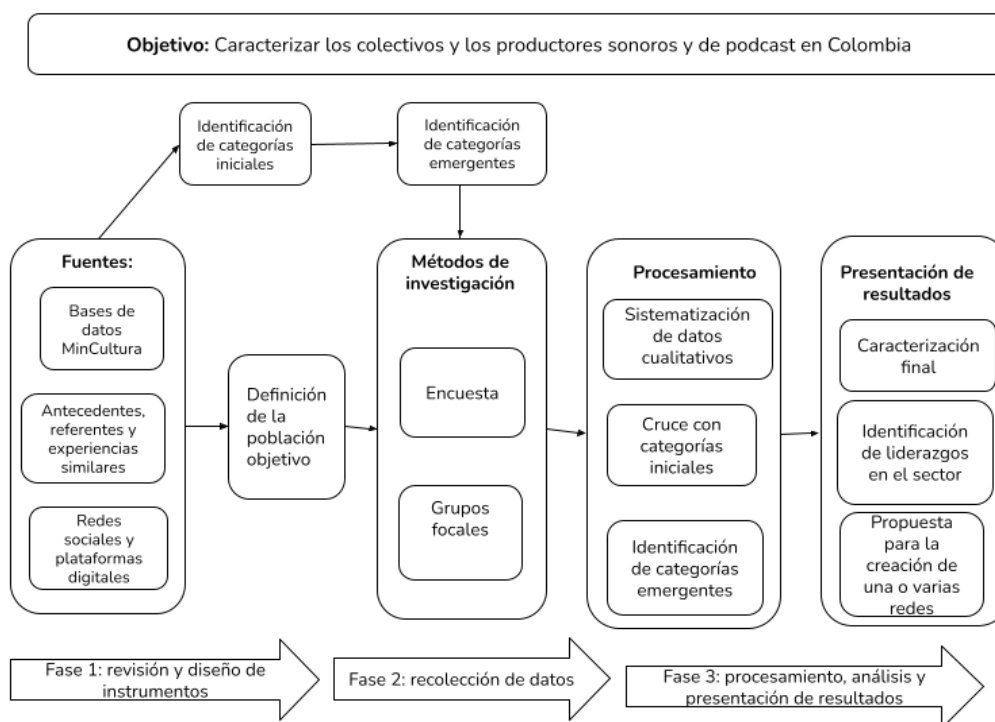 Objetivo: Caracterizar los colectivos y los productores sonoros y de podcast en Colombia
Identificación
de categorías
iniciales
Identificación
de categorías
emergentes
Fuentes:
Bases de
datos
MinCultura
Antecedentes,
referentes y
experiencias
similares
Redes
sociales y
plataformas
digitales
Definición
de la
población
objetivo
Métodos de
investigación
Encuesta
Grupos
focales
Procesamiento
Sistematización
de datos
cualitativos
Cruce con
categorías
iniciales
Identificación
de categorías
emergentes
Presentación de
resultados
Caracterización
final
Identificación
de liderazgos
en el sector
Propuesta
para la
creación de
una o varias
redes
Fase 1: revisión y diseño de
instrumentos
Fase 2: recolección de datos
Fase 3: procesamiento, análisis y
presentación de resultados